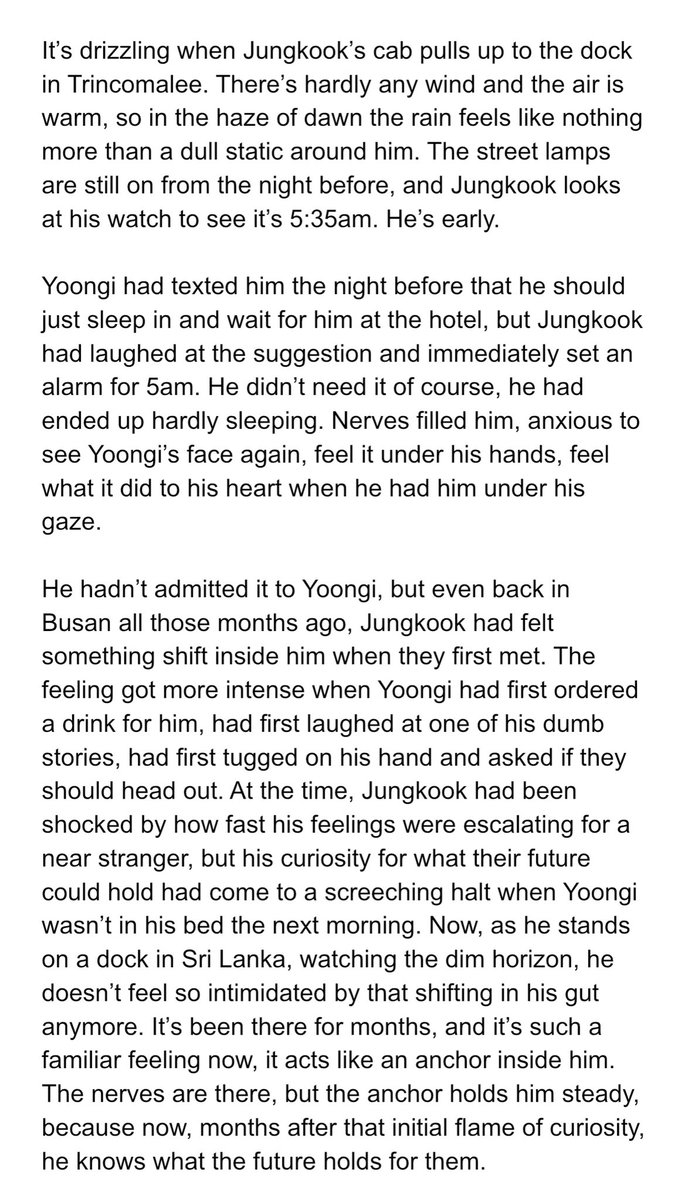 It’s drizzling when Jungkook’s cab pulls up to the dock
in Trincomalee. There’s hardly any wind and the air is
warm, so in the haze of dawn the rain feels like nothing
more than a dull static around him. The street lamps
are still on from the night before, and Jungkook looks
at his watch to see it’s 5:35am. He’s early.
Yoongi had texted him the night before that he should
just sleep in and wait for him at the hotel, but Jungkook
had laughed at the suggestion and immediately set an
alarm for 5am. He didn’t need it of course, he had
ended up hardly sleeping. Nerves filled him, anxious to
see Yoongi’s face again, feel it under his hands, feel
what it did to his heart when he had him under his
gaze.
He hadn’t admitted it to Yoongi, but even back in
Busan all those months ago, Jungkook had felt
something shift inside him when they first met. The
feeling got more intense when Yoongi had first ordered
a drink for him, had first laughed at one of his dumb
stories, had first tugged on his hand and asked if they
should head out. At the time, Jungkook had been
shocked by how fast his feelings were escalating for a
near stranger, but his curiosity for what their future
could hold had come to a screeching halt when Yoongi
wasn’t in his bed the next morning. Now, as he stands
on a dock in Sri Lanka, watching the dim horizon, he
doesn’t feel so intimidated by that shifting in his gut
anymore. It’s been there for months, and it’s such a
familiar feeling now, it acts like an anchor inside him.
The nerves are there, but the anchor holds him steady,
because now, months after that initial flame of curiosity,
he knows what the future holds for them.